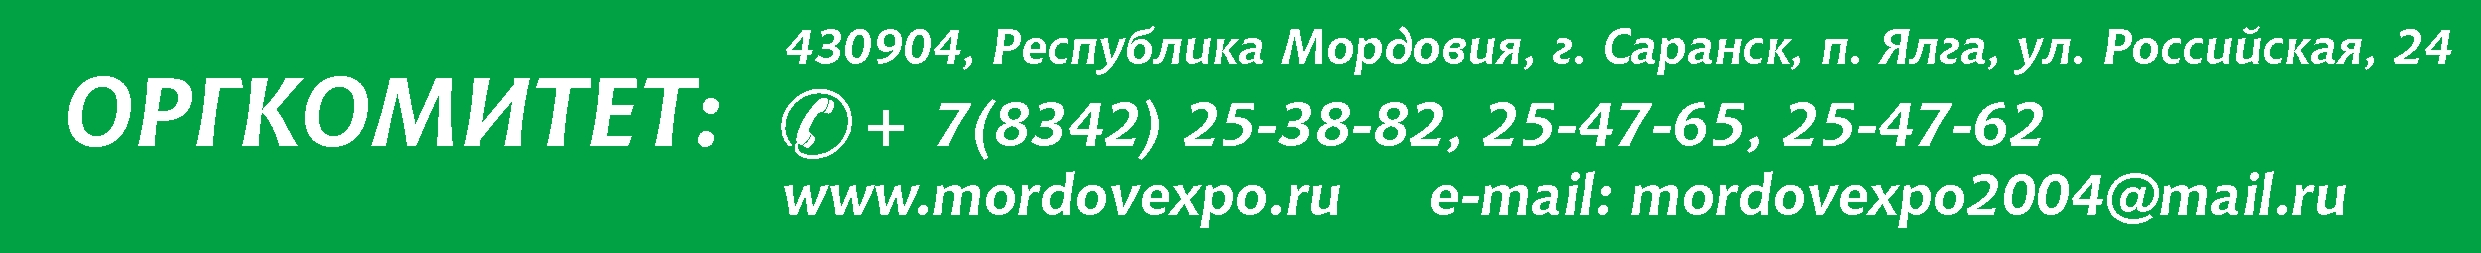 ОРГКОМИТЕТ:
430904, Республика Мордовия, г. Саранск, п. Ялга, ул. Российская, 24
+ 7(8342) 25-38-82, 25-47-65, 25-47-62
www.mordovexpo.ru e-mail: mordovexpo2004@mail.ru